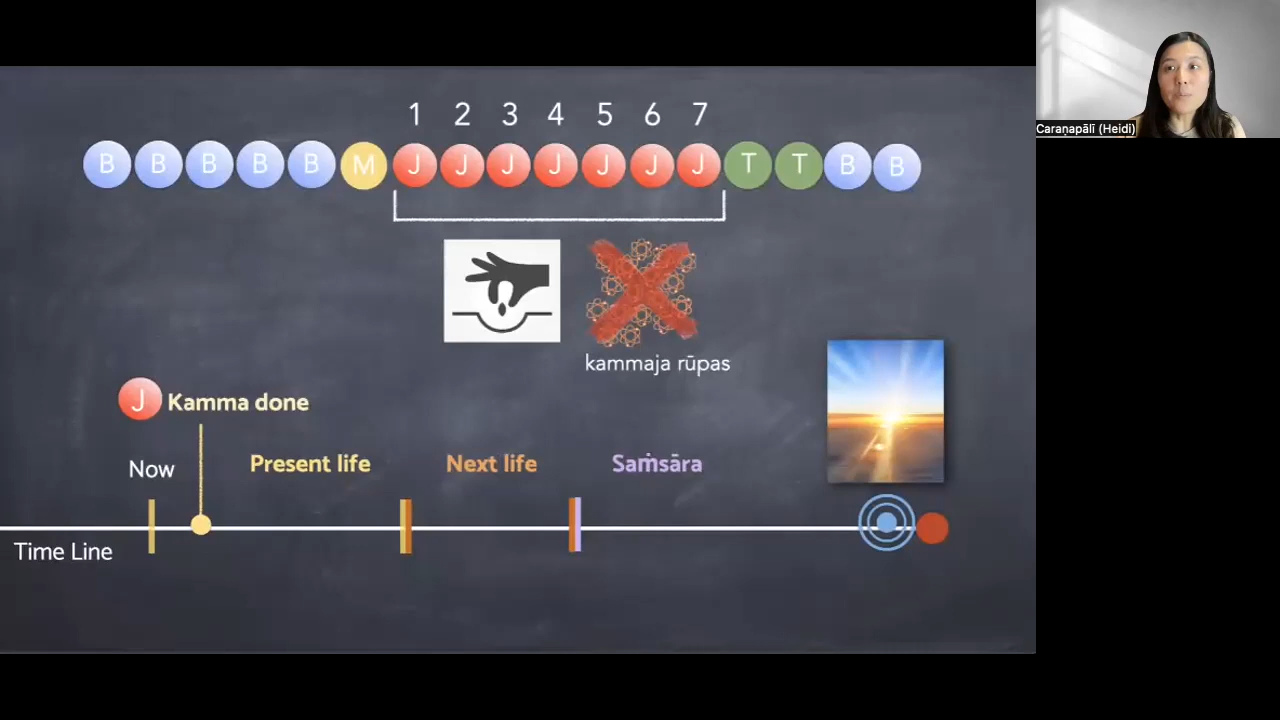 1 2 3 4 5 6 7
B B B B B M J J J J J J J T T B B
Caraṇapālī (Heidi)
kammaja rūpas
J Kamma done
Now Present life Next life Saṁsāra
Time Line